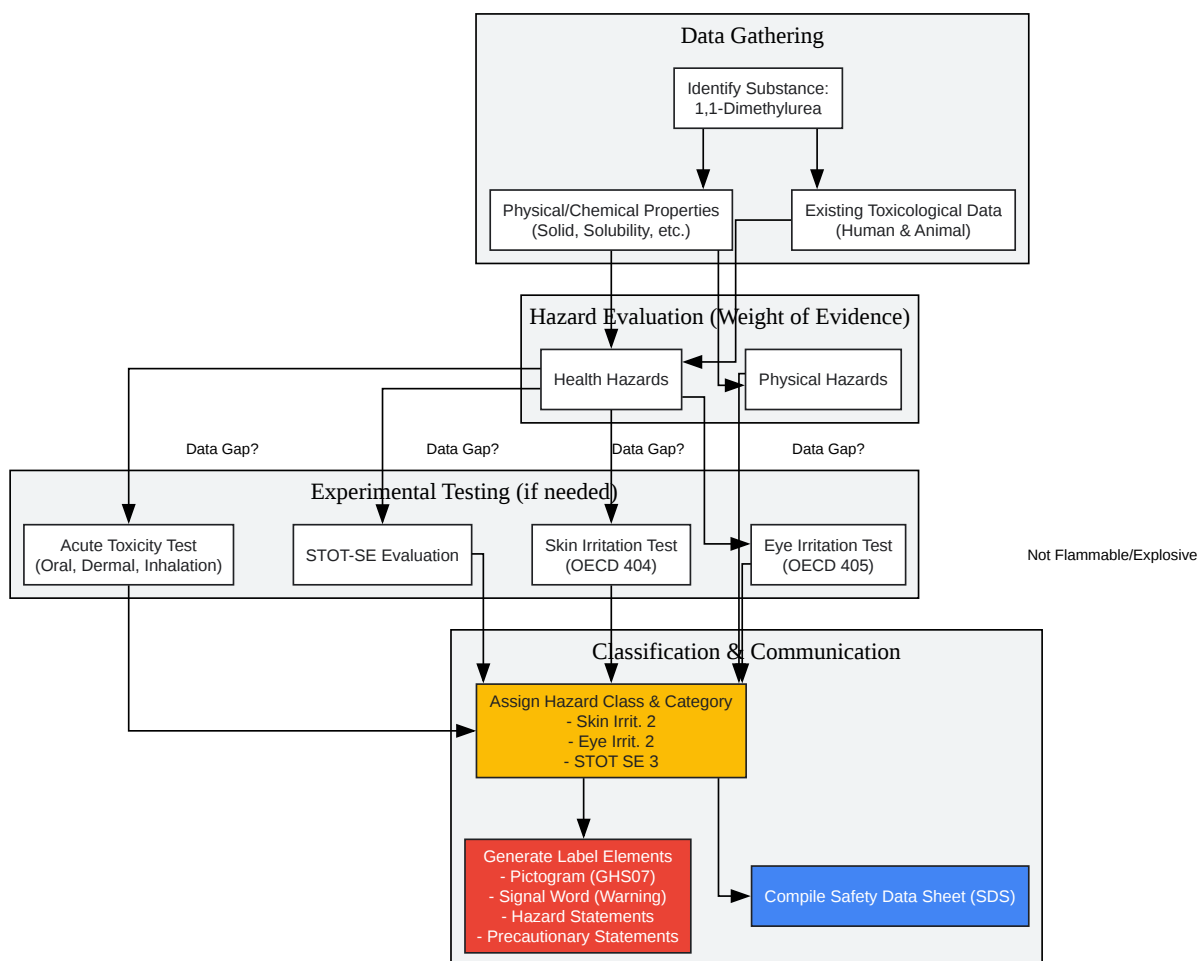 Data Gathering
Identify Substance:
1,1-Dimethylurea
Physical/Chemical Properties
(Solid, Solubility, etc.)
Existing Toxicological Data
(Human & Animal)
Hazard Evaluation (Weight of Evidence)
Health Hazards
Physical Hazards
Data Gap?
Data Gap?
Data Gap?
Data Gap?
Experimental Testing (if needed)
Acute Toxicity Test
(Oral, Dermal, Inhalation)
STOT-SE Evaluation
Skin Irritation Test
(OECD 404)
Eye Irritation Test
(OECD 405)
Not Flammable/Explosive
Classification & Communication
Assign Hazard Class & Category
- Skin Irrit. 2
- Eye Irrit. 2
- STOT SE 3
Generate Label Elements
- Pictogram (GHS07)
- Signal Word (Warning)
- Hazard Statements
- Precautionary Statements
Compile Safety Data Sheet (SDS)